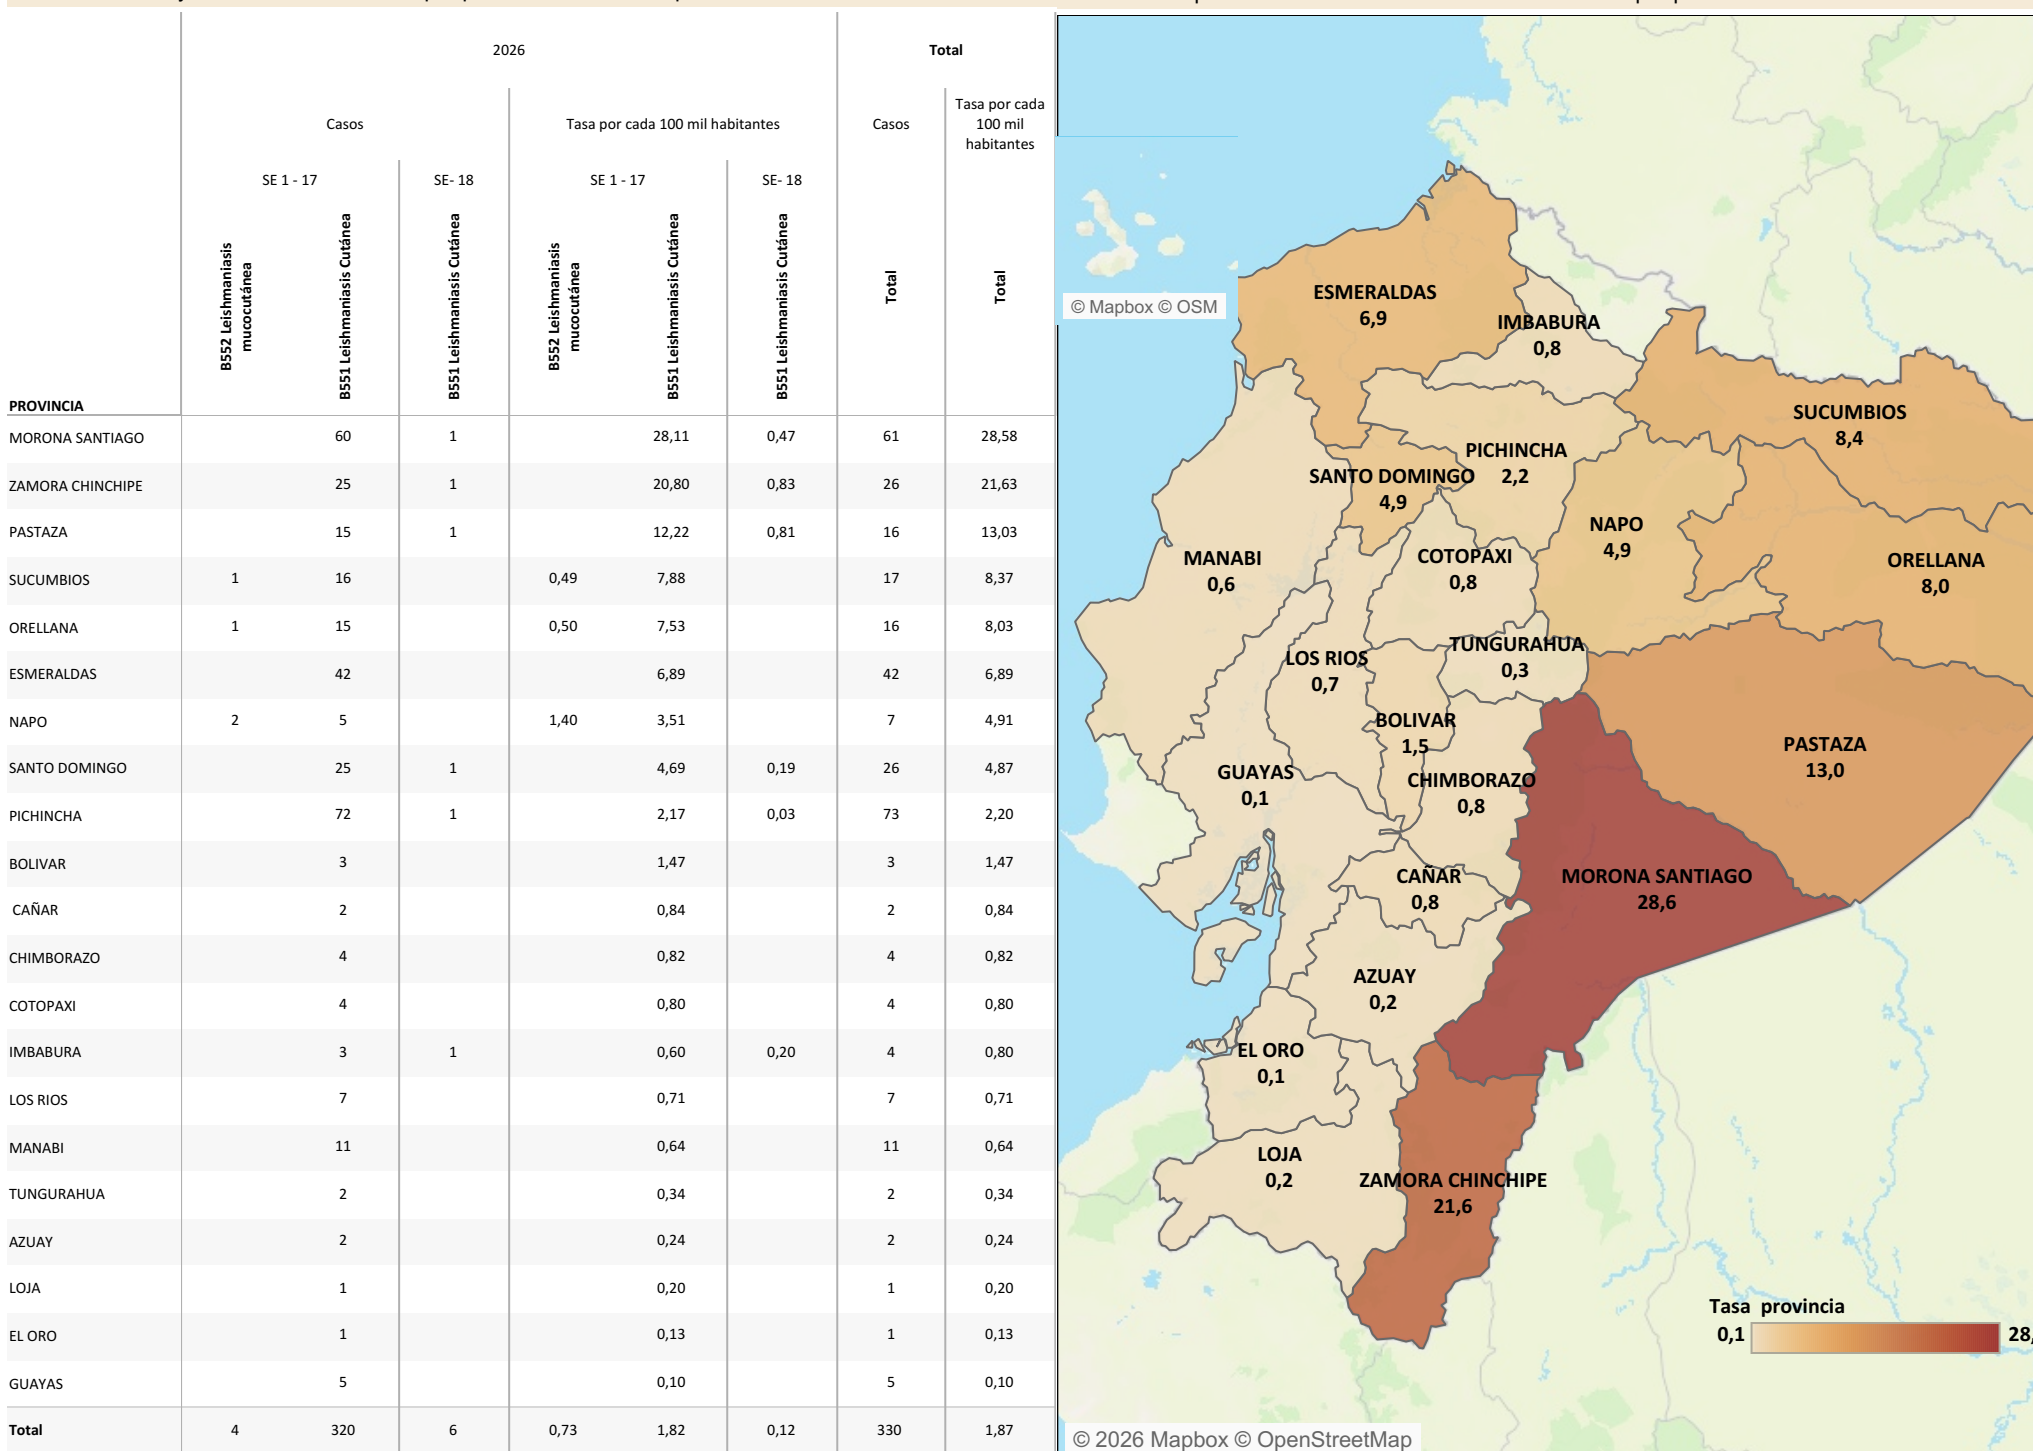 2026
Total
Casos
Tasa por cada 100 mil habitantes
Casos
Tasa por cada
100 mil
habitantes
SE 1 - 17
SE- 18
SE 1 - 17
SE- 18
PROVINCIA
B552 Leishmaniasis
mucocutánea
B551 Leishmaniasis Cutánea
B551 Leishmaniasis Cutánea
B552 Leishmaniasis
mucocutánea
B551 Leishmaniasis Cutánea
B551 Leishmaniasis Cutánea
Total
Total
MORONA SANTIAGO 60 1 28,11 0,47 61 28,58
ZAMORA CHINCHIPE 25 1 20,80 0,83 26 21,63
PASTAZA 15 1 12,22 0,81 16 13,03
SUCUMBIOS 1 16 0,49 7,88 17 8,37
ORELLANA 1 15 0,50 7,53 16 8,03
ESMERALDAS 42 6,89 42 6,89
NAPO 2 5 1,40 3,51 7 4,91
SANTO DOMINGO 25 1 4,69 0,19 26 4,87
PICHINCHA 72 1 2,17 0,03 73 2,20
BOLIVAR 3 1,47 3 1,47
CAÑAR 2 0,84 2 0,84
CHIMBORAZO 4 0,82 4 0,82
COTOPAXI 4 0,80 4 0,80
IMBABURA 3 1 0,60 0,20 4 0,80
LOS RIOS 7 0,71 7 0,71
MANABI 11 0,64 11 0,64
TUNGURAHUA 2 0,34 2 0,34
AZUAY 2 0,24 2 0,24
LOJA 1 0,20 1 0,20
EL ORO 1 0,13 1 0,13
GUAYAS 5 0,10 5 0,10
Total 4 320 6 0,73 1,82 0,12 330 1,87
© Mapbox © OSM
ESMERALDAS
6,9
IMBABURA
0,8
SUCUMBIOS
8,4
PICHINCHA
2,2
SANTO DOMINGO
4,9
NAPO
4,9
MANABI
0,6
COTOPAXI
0,8
ORELLANA
8,0
TUNGURAHUA
0,3
LOS RIOS
0,7
BOLIVAR
1,5
PASTAZA
13,0
GUAYAS
0,1
CHIMBORAZO
0,8
CAÑAR
0,8
MORONA SANTIAGO
28,6
AZUAY
0,2
EL ORO
0,1
LOJA
0,2
ZAMORA CHINCHIPE
21,6
Tasa provincia
0,1 28,
© 2026 Mapbox © OpenStreetMap